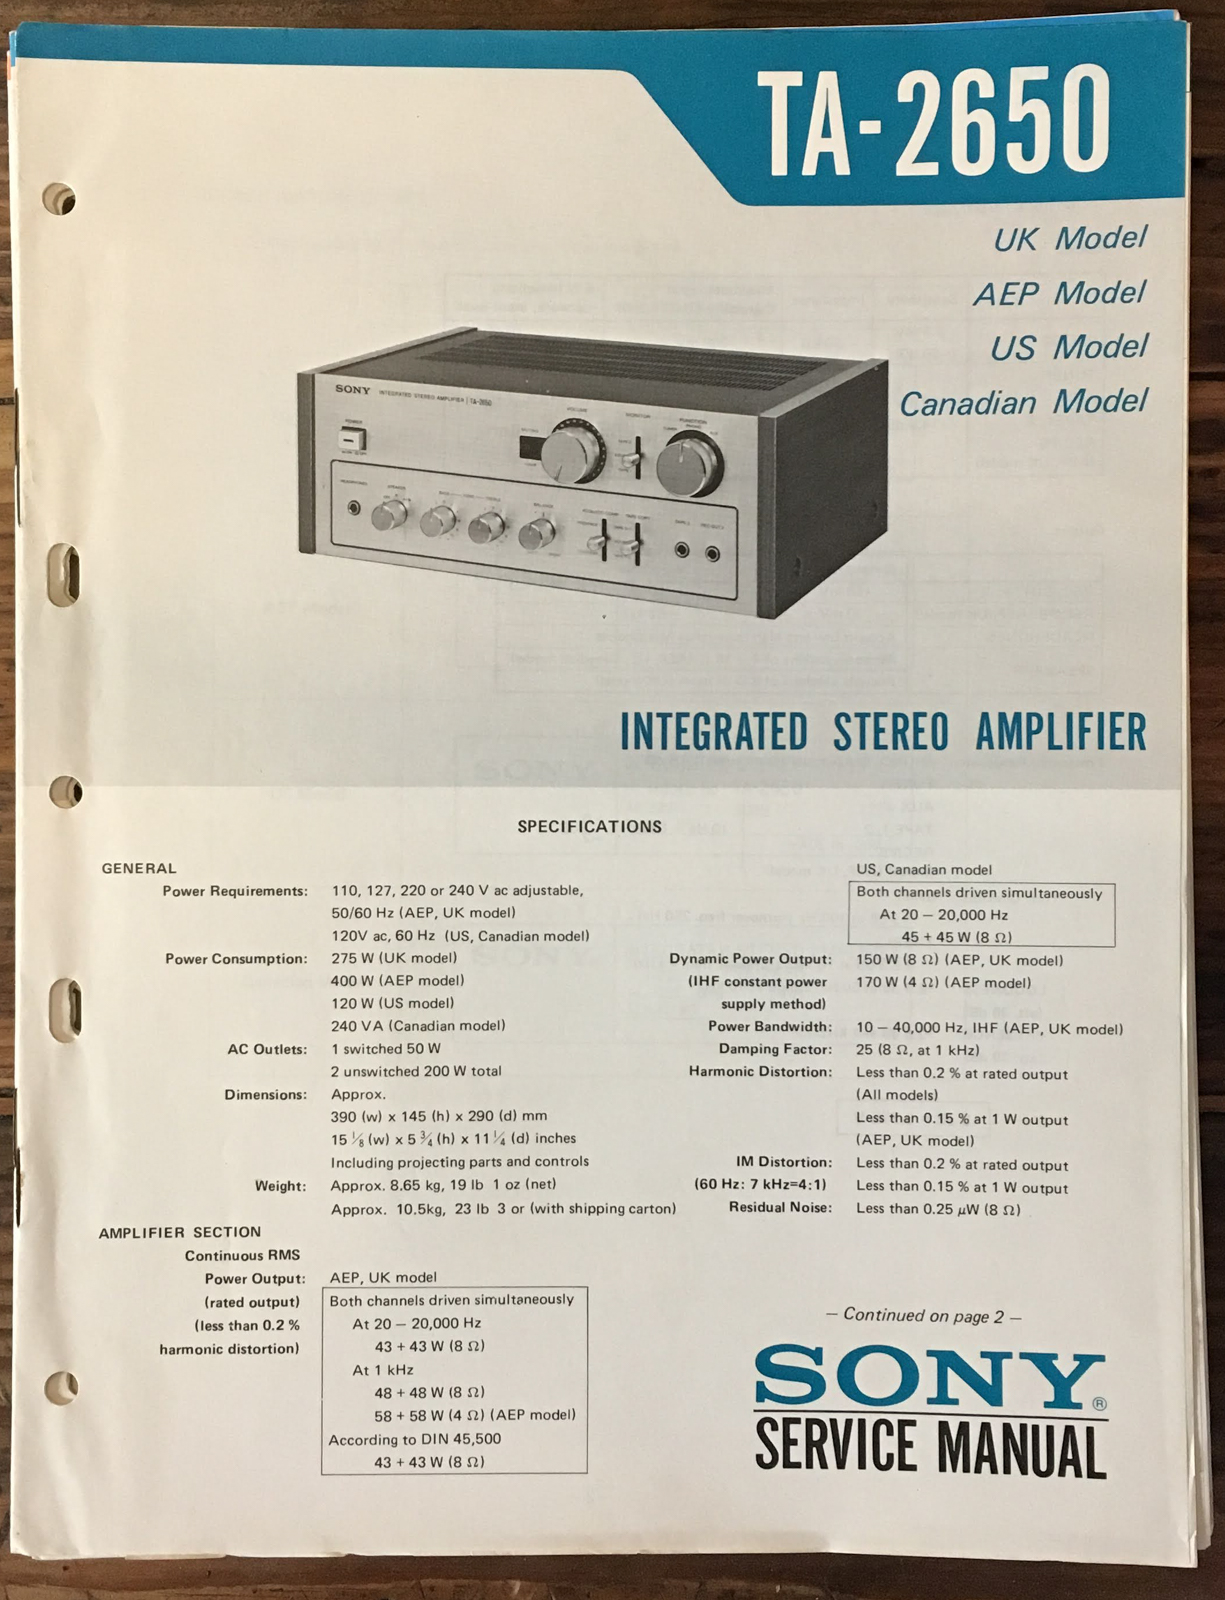 TA-2650
UK Model
AEP Model
US Model
Canadian Model
SONY INTEGRATED STEREO AMPLIFIER | TA-2650
POWER
VOLUME
INTEGRATED STEREO AMPLIFIER
SPECIFICATIONS
GENERAL
Power Requirements: 110, 127, 220 or 240 V ac adjustable,
50/60 Hz (AEP, UK model)
120V ac, 60 Hz (US, Canadian model)
Power Consumption: 275 W (UK model)
400 W (AEP model)
120 W (US model)
240 VA (Canadian model)
AC Outlets: 1 switched 50 W
2 unswitched 200 W total
Dimensions: Approx.
390 (w) x 145 (h) x 290 (d) mm
15 1/8 (w) x 5 3/4 (h) x 11 1/4 (d) inches
Including projecting parts and controls
Weight: Approx. 8.65 kg, 19 lb 1 oz (net)
Approx. 10.5kg, 23 lb 3 or (with shipping carton)
AMPLIFIER SECTION
Continuous RMS
Power Output: AEP, UK model
(rated output) Both channels driven simultaneously
(less than 0.2 % At 20 – 20,000 Hz
harmonic distortion) 43 + 43 W (8 Ω)
At 1 kHz
48 + 48 W (8 Ω)
58 + 58 W (4 Ω) (AEP model)
According to DIN 45,500
43 + 43 W (8 Ω)
US, Canadian model
Both channels driven simultaneously
At 20 – 20,000 Hz
45 + 45 W (8 Ω)
Dynamic Power Output: 150 W (8 Ω) (AEP, UK model)
(IHF constant power 170 W (4 Ω) (AEP model)
supply method)
Power Bandwidth: 10 – 40,000 Hz, IHF (AEP, UK model)
Damping Factor: 25 (8 Ω, at 1 kHz)
Harmonic Distortion: Less than 0.2 % at rated output
(All models)
Less than 0.15 % at 1 W output
(AEP, UK model)
IM Distortion: Less than 0.2 % at rated output
(60 Hz: 7 kHz=4:1) Less than 0.15 % at 1 W output
Residual Noise: Less than 0.25 μW (8 Ω)
– Continued on page 2 –
SONY®
SERVICE MANUAL